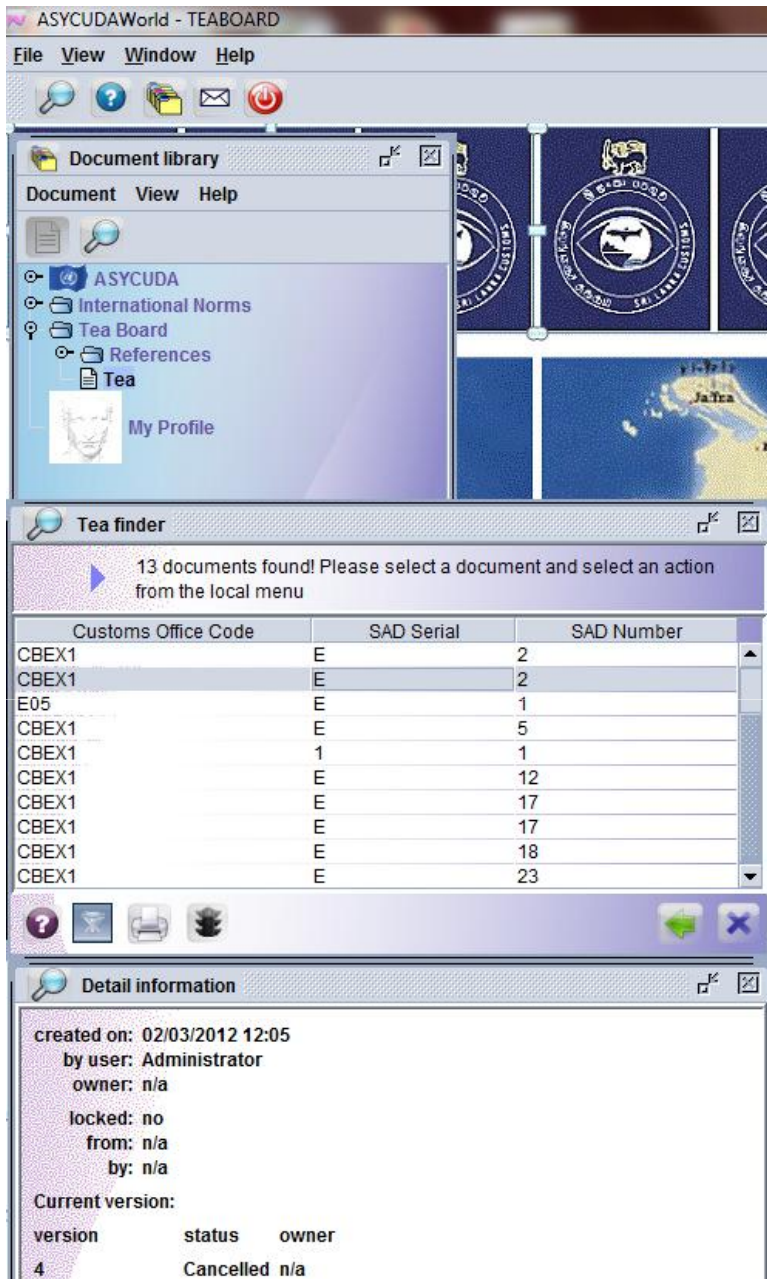 ASYCUDAWorld - TEABOARD
File View Window Help
Document library
Document View Help
ASYCUDA
International Norms
Tea Board
References
Tea
My Profile
SRI LANKA CUSTOMS
Jaffna
Tea finder
13 documents found! Please select a document and select an action
from the local menu
Customs Office Code SAD Serial SAD Number
CBEX1 E 2
CBEX1 E 2
E05 E 1
CBEX1 E 5
CBEX1 1 1
CBEX1 E 12
CBEX1 E 17
CBEX1 E 17
CBEX1 E 18
CBEX1 E 23
Detail information
created on: 02/03/2012 12:05
by user: Administrator
owner: n/a
locked: no
from: n/a
by: n/a
Current version:
version status owner
4 Cancelled n/a